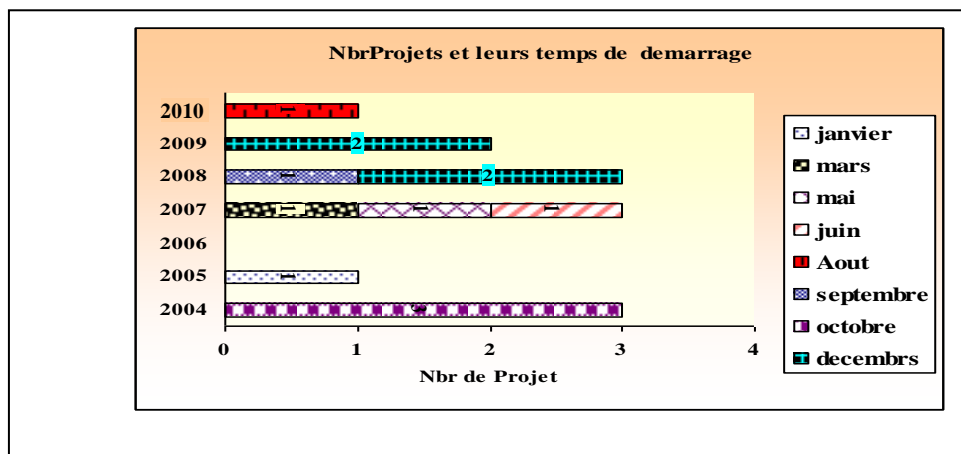 NbrProjets et leurs temps de demarrage
2010
2009
2
2008
2
2007
2006
2005
2004
0 1 2 3 4
Nbr de Projet
janvier
mars
mai
juin
Aout
septembre
octobre
decembrs